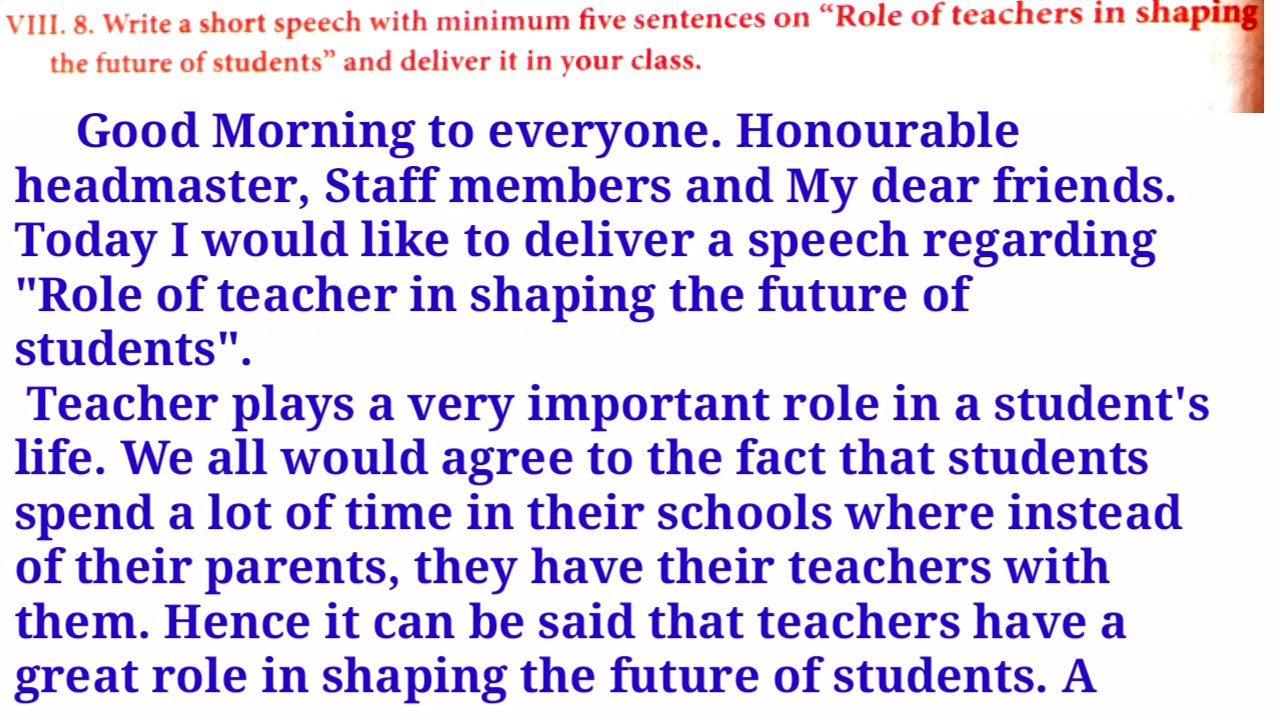 VIII. 8. Write a short speech with minimum five sentences on “Role of teachers in shaping
the future of students” and deliver it in your class.
Good Morning to everyone. Honourable
headmaster, Staff members and My dear friends.
Today I would like to deliver a speech regarding
"Role of teacher in shaping the future of
students".
Teacher plays a very important role in a student's
life. We all would agree to the fact that students
spend a lot of time in their schools where instead
of their parents, they have their teachers with
them. Hence it can be said that teachers have a
great role in shaping the future of students. A